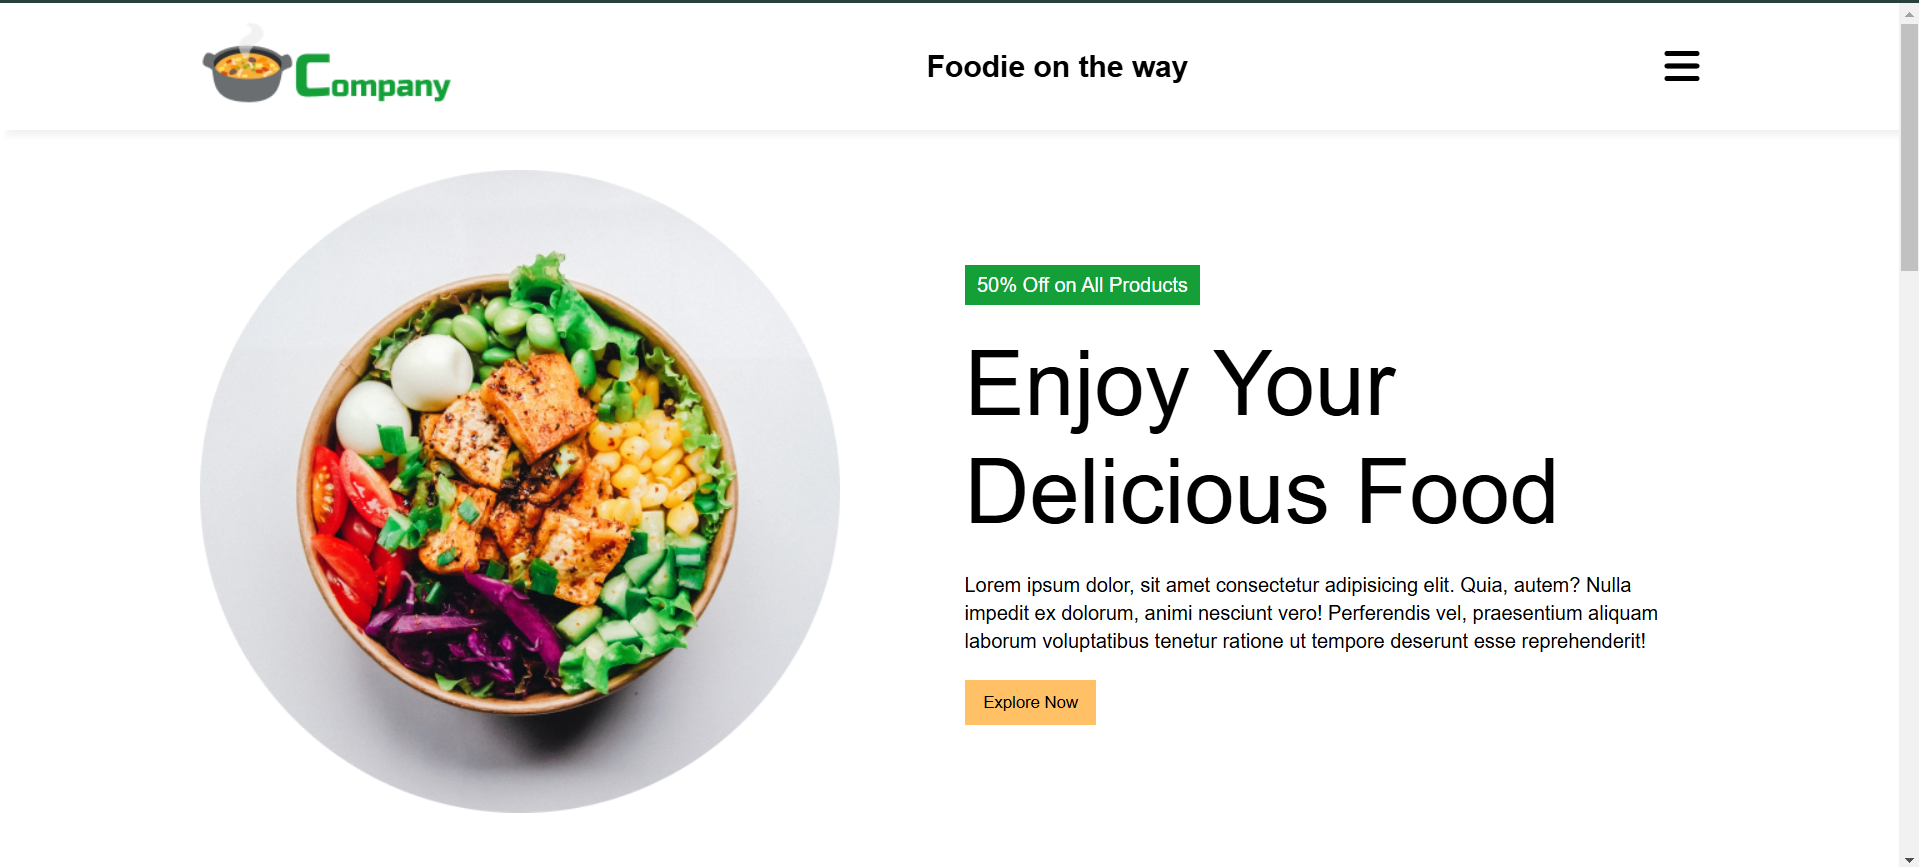 Company
Foodie on the way
50% Off on All Products
Enjoy Your
Delicious Food
Lorem ipsum dolor, sit amet consectetur adipisicing elit. Quia, autem? Nulla
impedit ex dolorum, animi nesciunt vero! Perferendis vel, praesentium aliquam
laborum voluptatibus tenetur ratione ut tempore deserunt esse reprehenderit!
Explore Now